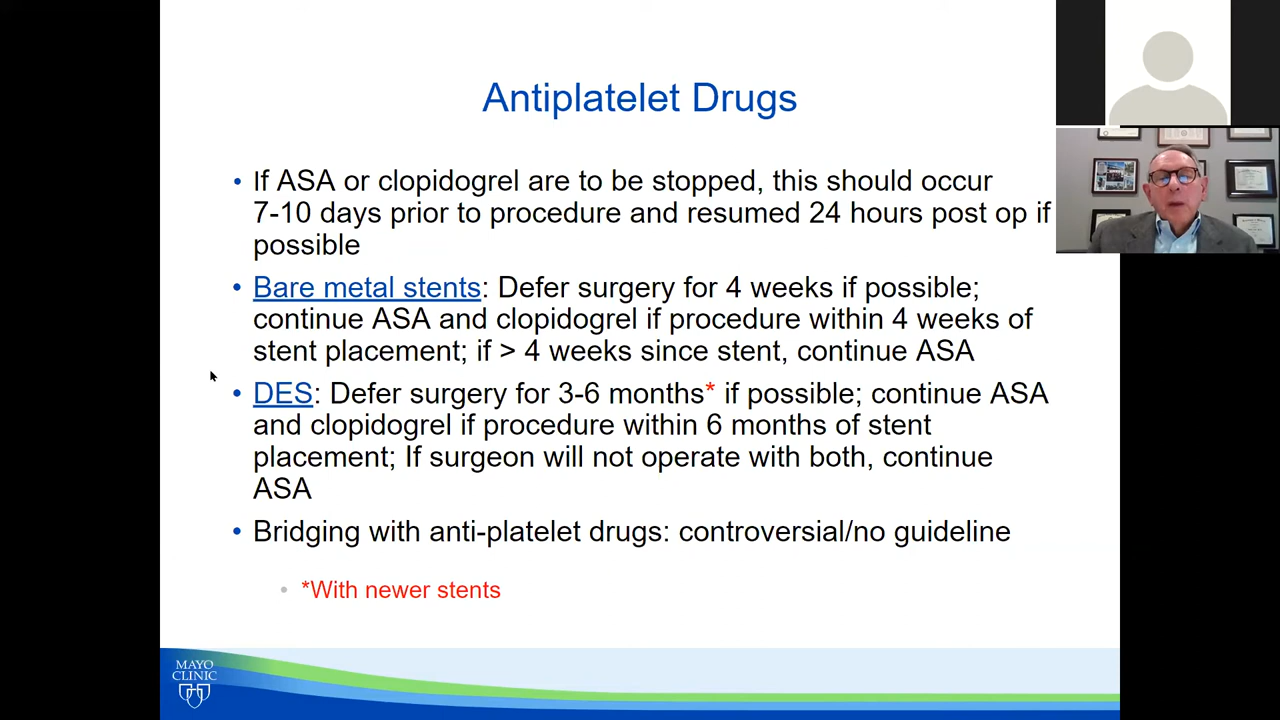 Antiplatelet Drugs
• If ASA or clopidogrel are to be stopped, this should occur
7-10 days prior to procedure and resumed 24 hours post op if
possible
• Bare metal stents: Defer surgery for 4 weeks if possible;
continue ASA and clopidogrel if procedure within 4 weeks of
stent placement; if > 4 weeks since stent, continue ASA
• DES: Defer surgery for 3-6 months* if possible; continue ASA
and clopidogrel if procedure within 6 months of stent
placement; If surgeon will not operate with both, continue
ASA
• Bridging with anti-platelet drugs: controversial/no guideline
• *With newer stents
MAYO
CLINIC